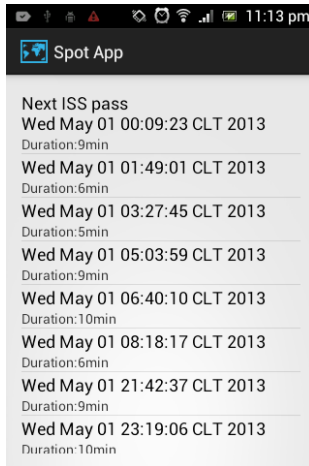 11:13 pm
Spot App
Next ISS pass
Wed May 01 00:09:23 CLT 2013
Duration:9min
Wed May 01 01:49:01 CLT 2013
Duration:6min
Wed May 01 03:27:45 CLT 2013
Duration:5min
Wed May 01 05:03:59 CLT 2013
Duration:9min
Wed May 01 06:40:10 CLT 2013
Duration:10min
Wed May 01 08:18:17 CLT 2013
Duration:6min
Wed May 01 21:42:37 CLT 2013
Duration:9min
Wed May 01 23:19:06 CLT 2013
Duration:10min